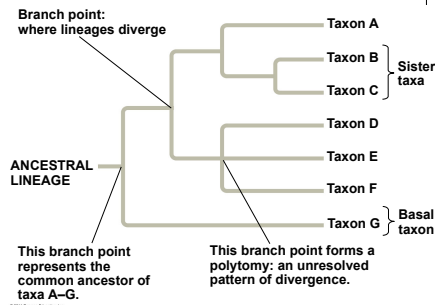 Branch point:
where lineages diverge
Taxon A
Taxon B
Taxon C
Sister
taxa
Taxon D
Taxon E
Taxon F
ANCESTRAL
LINEAGE
Taxon G
Basal
taxon
This branch point
represents the
common ancestor of
taxa A–G.
This branch point forms a
polytomy: an unresolved
pattern of divergence.